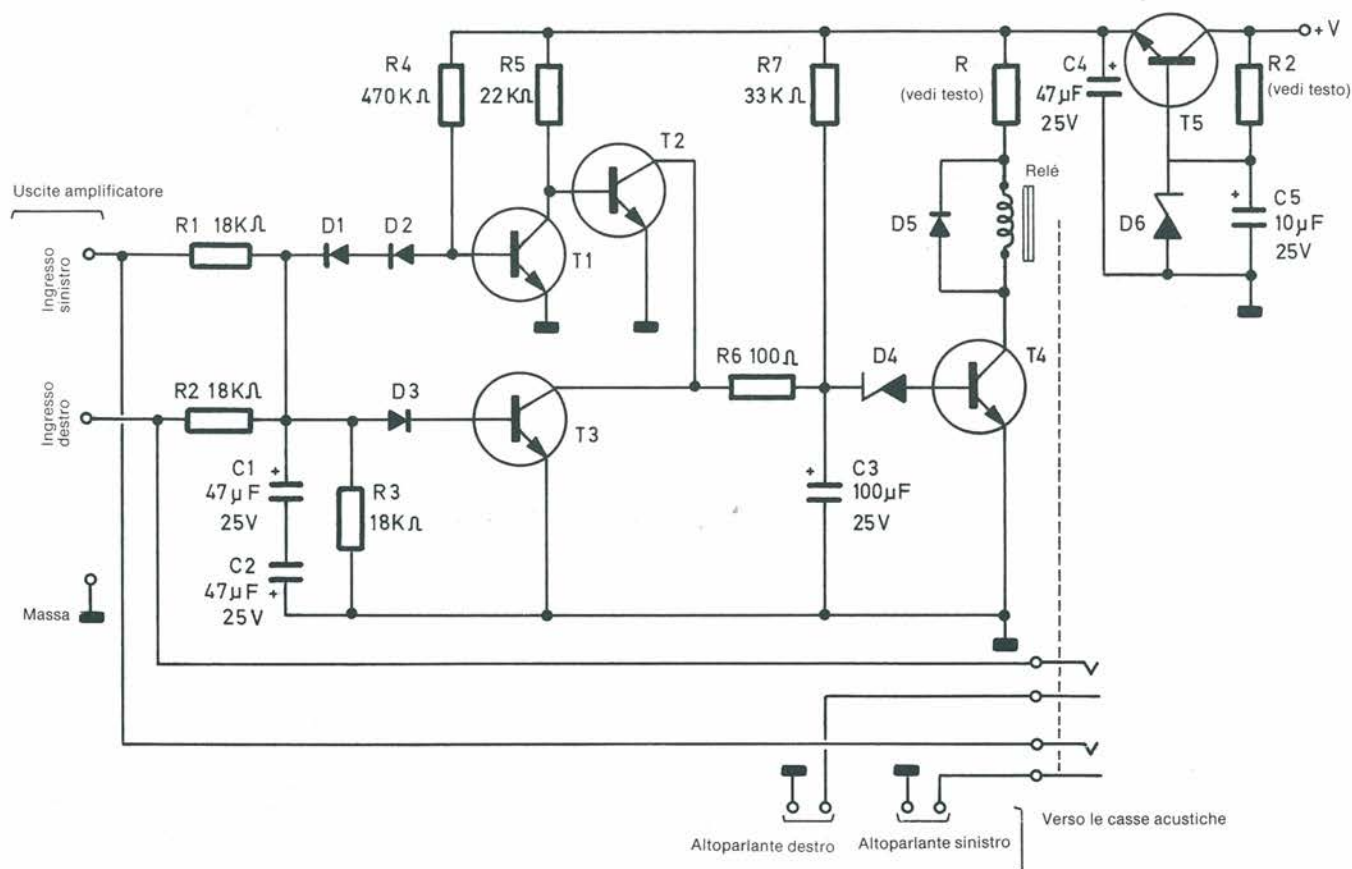 +V
R4
470KΩ
R5
22KΩ
R7
33KΩ
R
(vedi testo)
C4
+
47µF
25V
T5
R2
(vedi testo)
T2
Relé
D5
D6
+
C5
10µF
25V
Uscite amplificatore
R1 18KΩ
D1
D2
T1
Ingresso
sinistro
R2 18KΩ
D3
T3
R6 100Ω
D4
T4
Ingresso
destro
C1
+
47µF
25V
R3
18KΩ
+
C3
100µF
25V
C2
47µF
+
25V
Massa
Altoparlante destro
Altoparlante sinistro
Verso le casse acustiche